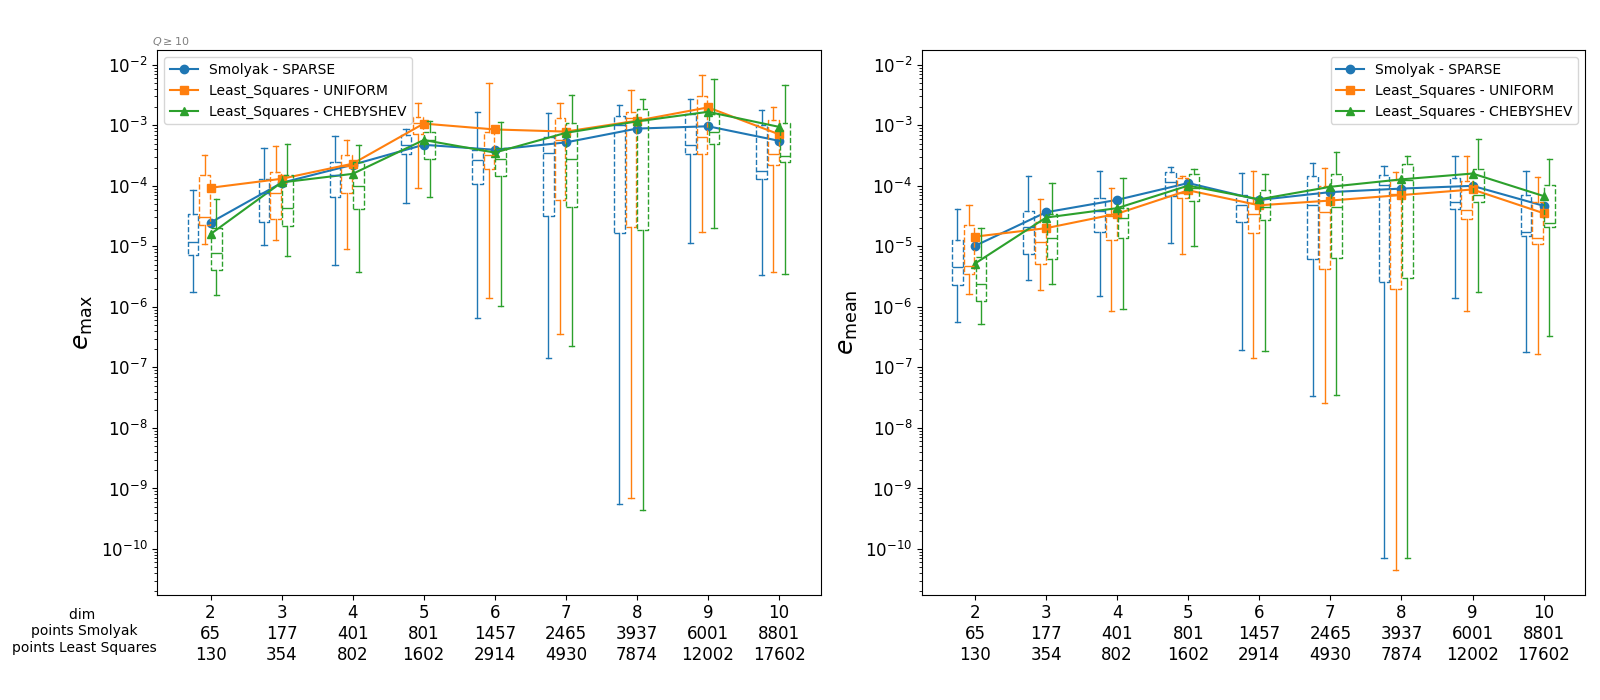 Q ≥ 10
Smolyak - SPARSE
Least_Squares - UNIFORM
Least_Squares - CHEBYSHEV
10⁻²
10⁻³
10⁻⁴
10⁻⁵
10⁻⁶
10⁻⁷
10⁻⁸
10⁻⁹
10⁻¹⁰
e_max
dim 2 3 4 5 6 7 8 9 10
points Smolyak 65 177 401 801 1457 2465 3937 6001 8801
points Least Squares 130 354 802 1602 2914 4930 7874 12002 17602
Smolyak - SPARSE
Least_Squares - UNIFORM
Least_Squares - CHEBYSHEV
10⁻²
10⁻³
10⁻⁴
10⁻⁵
10⁻⁶
10⁻⁷
10⁻⁸
10⁻⁹
10⁻¹⁰
e_mean
2 3 4 5 6 7 8 9 10
65 177 401 801 1457 2465 3937 6001 8801
130 354 802 1602 2914 4930 7874 12002 17602